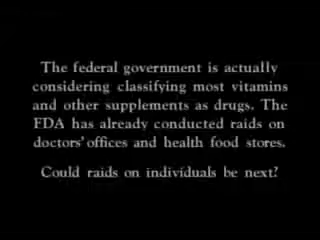 The federal government is actually
considering classifying most vitamins
and other supplements as drugs. The
FDA has already conducted raids on
doctors' offices and health food stores.
Could raids on individuals be next?